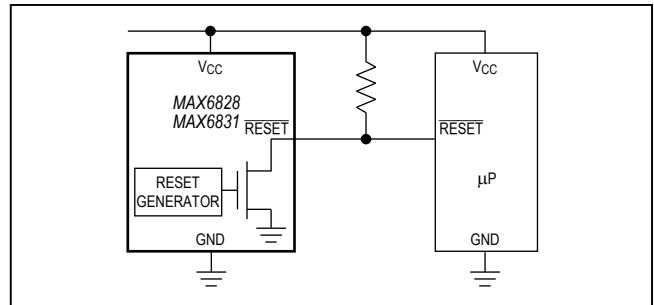 VCC
VCC
MAX6828
MAX6831
RESET
RESET
RESET
GENERATOR
μP
GND
GND